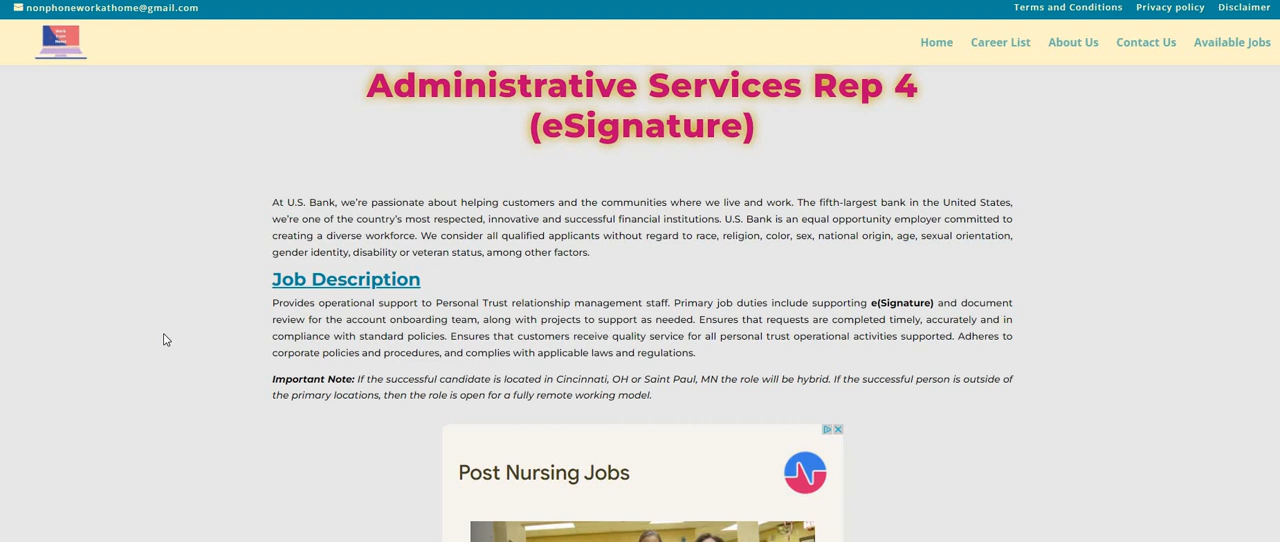 nonphoneworkathome@gmail.com
Terms and Conditions Privacy policy Disclaimer
Home Career List About Us Contact Us Available Jobs
Administrative Services Rep 4
(eSignature)
At U.S. Bank, we’re passionate about helping customers and the communities where we live and work. The fifth-largest bank in the United States,
we’re one of the country’s most respected, innovative and successful financial institutions. U.S. Bank is an equal opportunity employer committed to
creating a diverse workforce. We consider all qualified applicants without regard to race, religion, color, sex, national origin, age, sexual orientation,
gender identity, disability or veteran status, among other factors.
Job Description
Provides operational support to Personal Trust relationship management staff. Primary job duties include supporting e(Signature) and document
review for the account onboarding team, along with projects to support as needed. Ensures that requests are completed timely, accurately and in
compliance with standard policies. Ensures that customers receive quality service for all personal trust operational activities supported. Adheres to
corporate policies and procedures, and complies with applicable laws and regulations.
Important Note: If the successful candidate is located in Cincinnati, OH or Saint Paul, MN the role will be hybrid. If the successful person is outside of
the primary locations, then the role is open for a fully remote working model.
Post Nursing Jobs